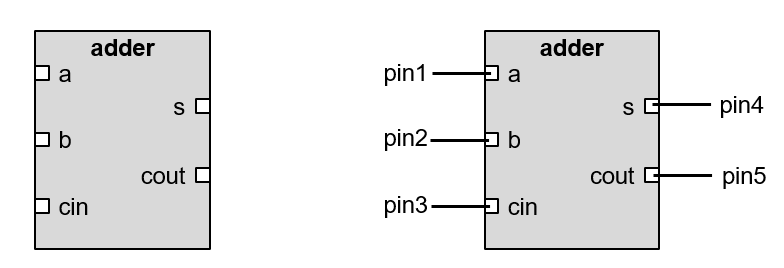 adder
a
s
b
cout
cin
adder
pin1
a
s
pin4
pin2
b
cout
pin5
pin3
cin